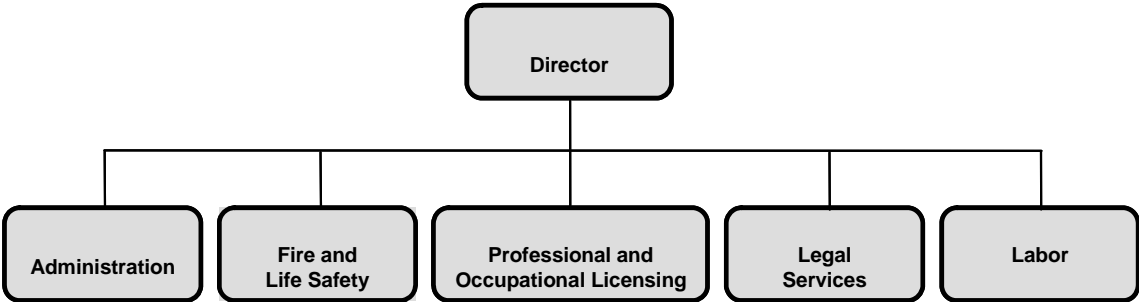 Director
Administration
Fire and
Life Safety
Professional and
Occupational Licensing
Legal
Services
Labor